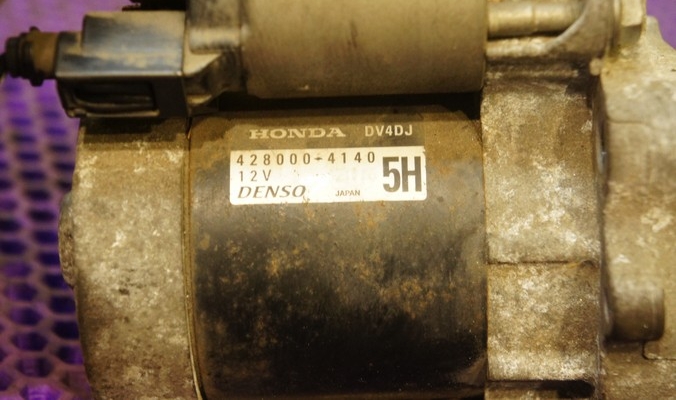 HONDA DV4DJ
428000-4140
12V
5H
DENSO JAPAN